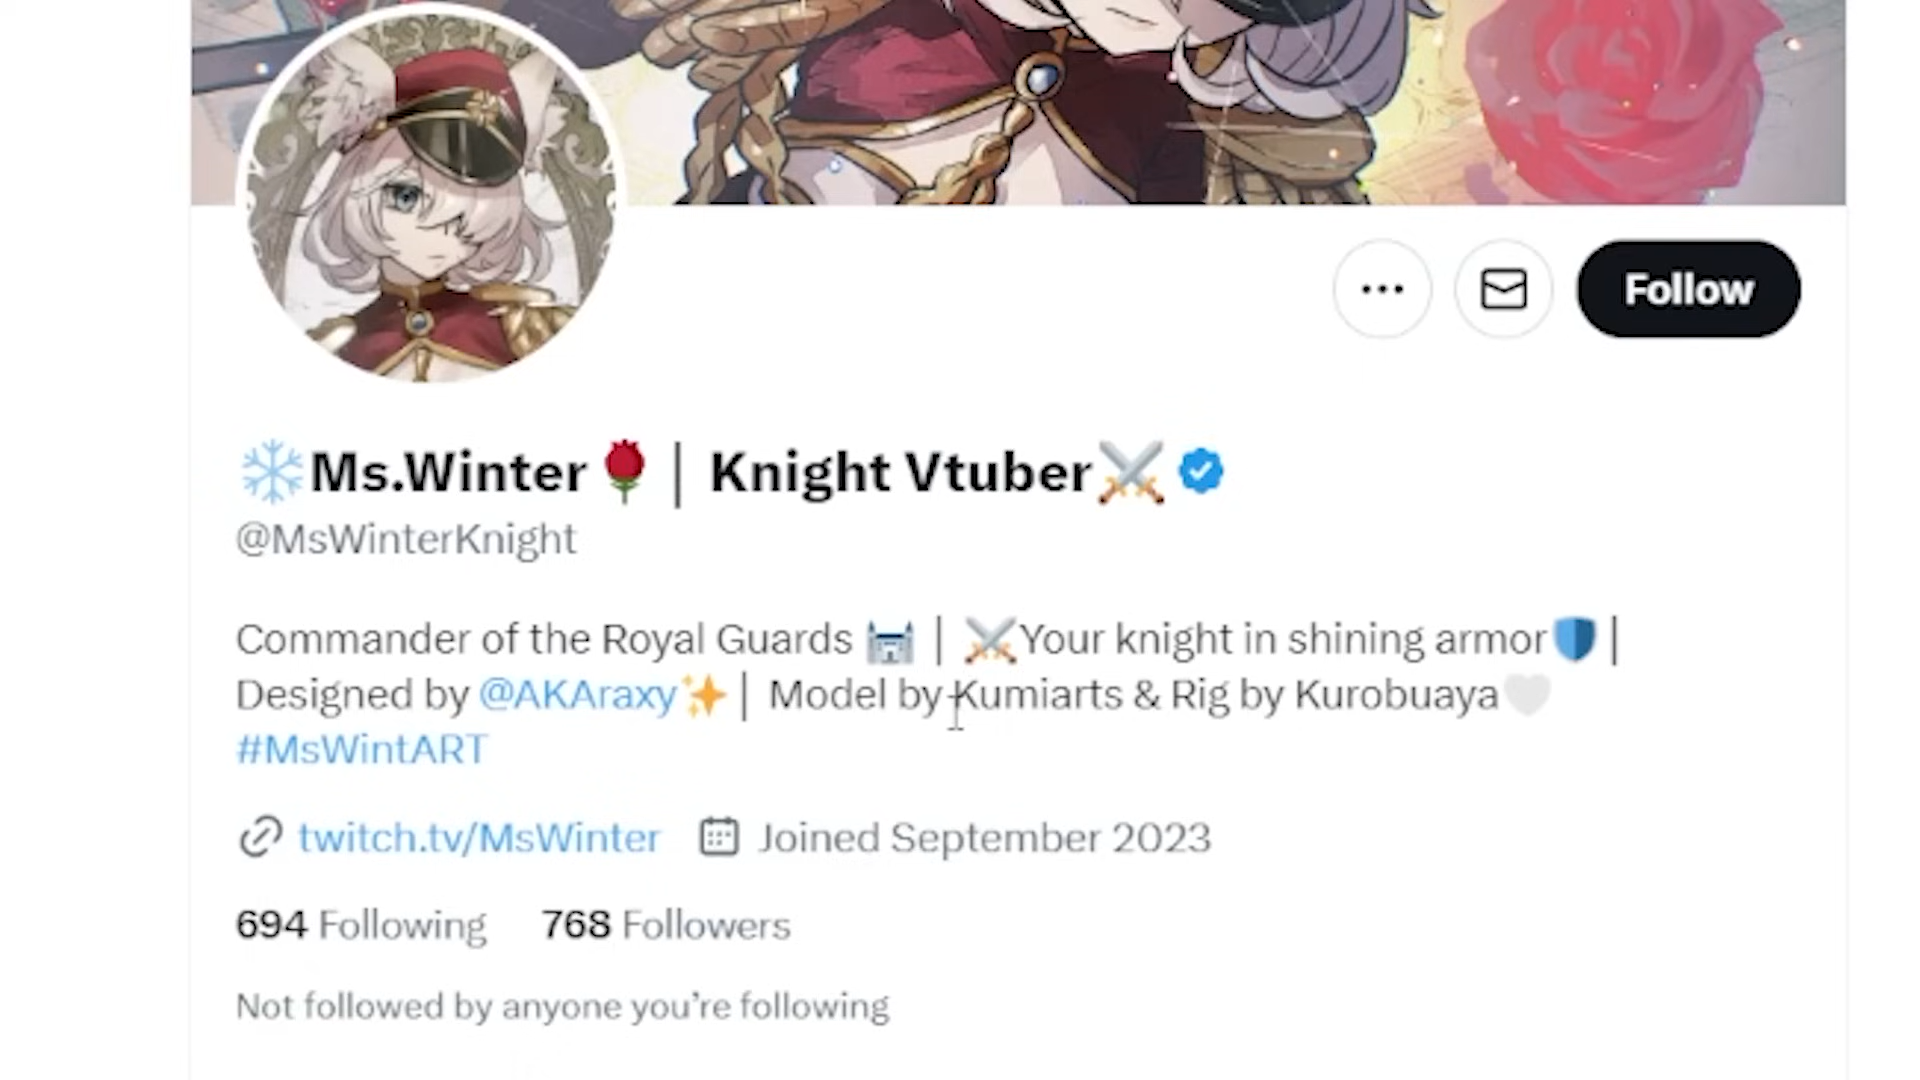 Follow
❄️Ms.Winter🌹| Knight Vtuber⚔️
@MsWinterKnight
Commander of the Royal Guards 🏰 | ⚔️Your knight in shining armor🛡️|
Designed by @AKAraxy✨| Model by Kumiarts & Rig by Kurobuaya🤍
#MsWintART
twitch.tv/MsWinter Joined September 2023
694 Following 768 Followers
Not followed by anyone you're following